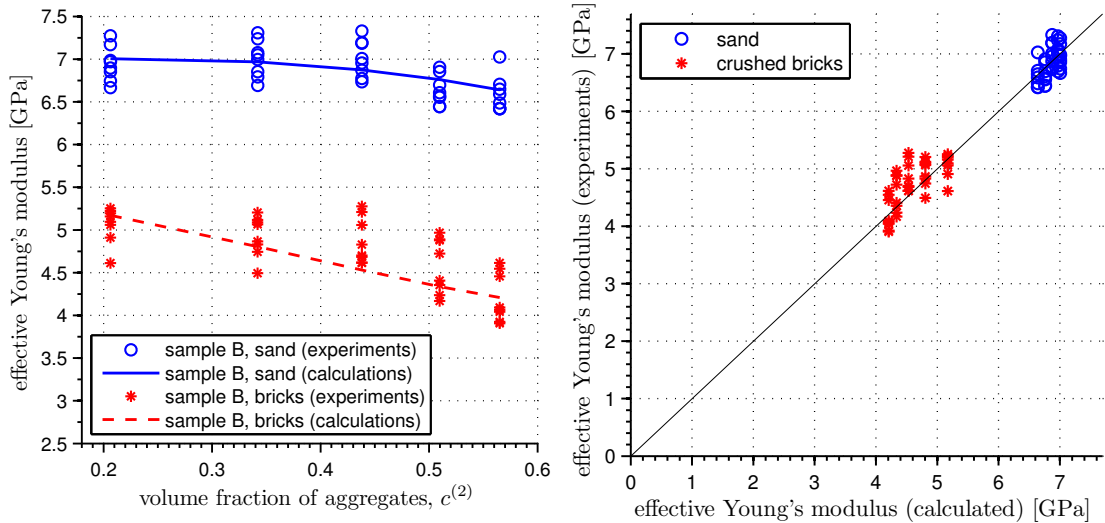 effective Young's modulus [GPa]
7.5
7
6.5
6
5.5
5
4.5
4
3.5
3
2.5
sample B, sand (experiments)
sample B, sand (calculations)
sample B, bricks (experiments)
sample B, bricks (calculations)
0.2 0.3 0.4 0.5 0.6
volume fraction of aggregates, c⁽²⁾
effective Young's modulus (experiments) [GPa]
7
6
5
4
3
2
1
0
sand
crushed bricks
0 1 2 3 4 5 6 7
effective Young's modulus (calculated) [GPa]